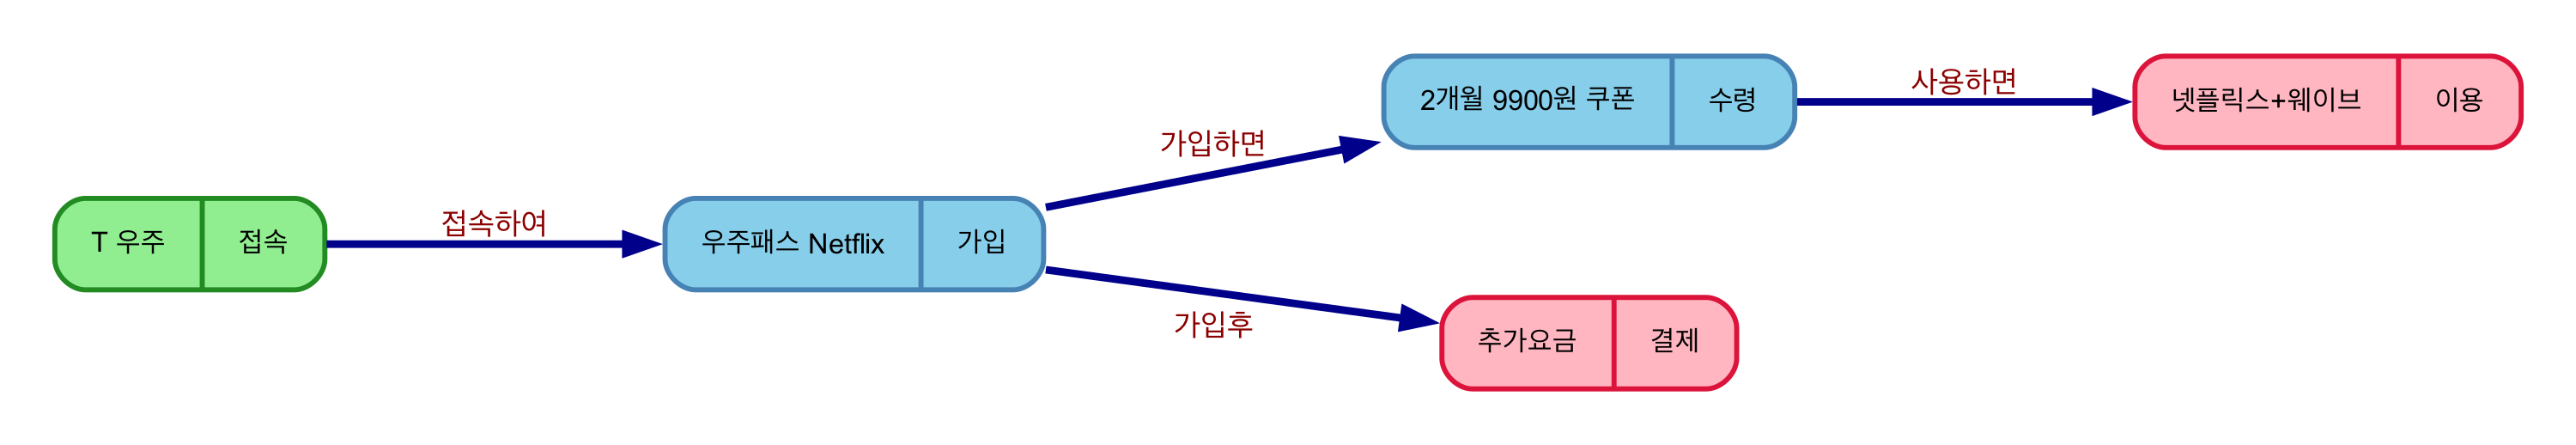 T 우주 접속
접속하여
우주패스 Netflix 가입
가입하면
2개월 9900원 쿠폰 수령
사용하면
넷플릭스+웨이브 이용
가입후
추가요금 결제